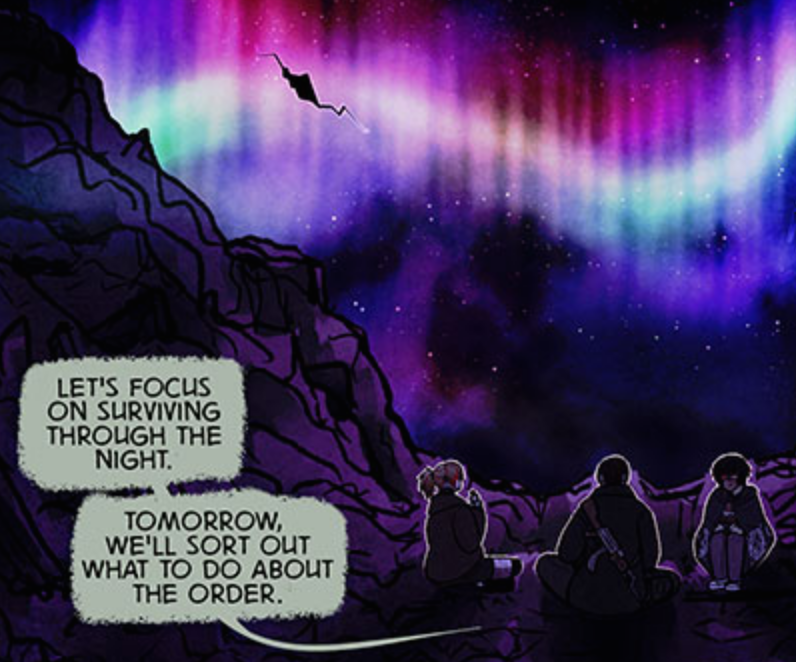 LET'S FOCUS
ON SURVIVING
THROUGH THE
NIGHT.
TOMORROW,
WE'LL SORT OUT
WHAT TO DO ABOUT
THE ORDER.